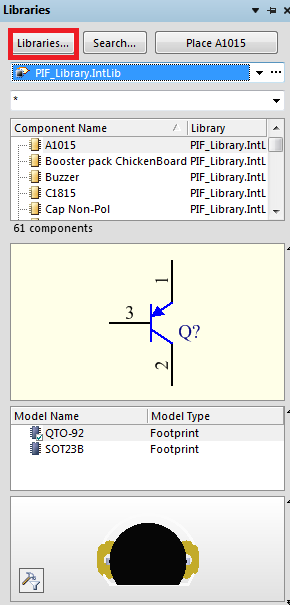 Libraries
Libraries... Search... Place A1015
PIF_Library.IntLib ...
*
Component Name / Library
A1015 PIF_Library.IntL
Booster pack ChickenBoard PIF_Library.IntL
Buzzer PIF_Library.IntL
C1815 PIF_Library.IntL
Cap Non-Pol PIF_Library.IntL
61 components
1
3
Q?
2
Model Name Model Type
QTO-92 Footprint
SOT23B Footprint